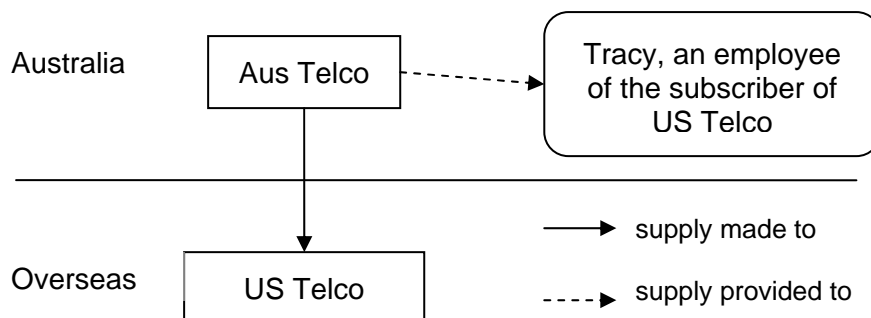 Australia
Aus Telco
Tracy, an employee
of the subscriber of
US Telco
supply made to
Overseas
US Telco
supply provided to